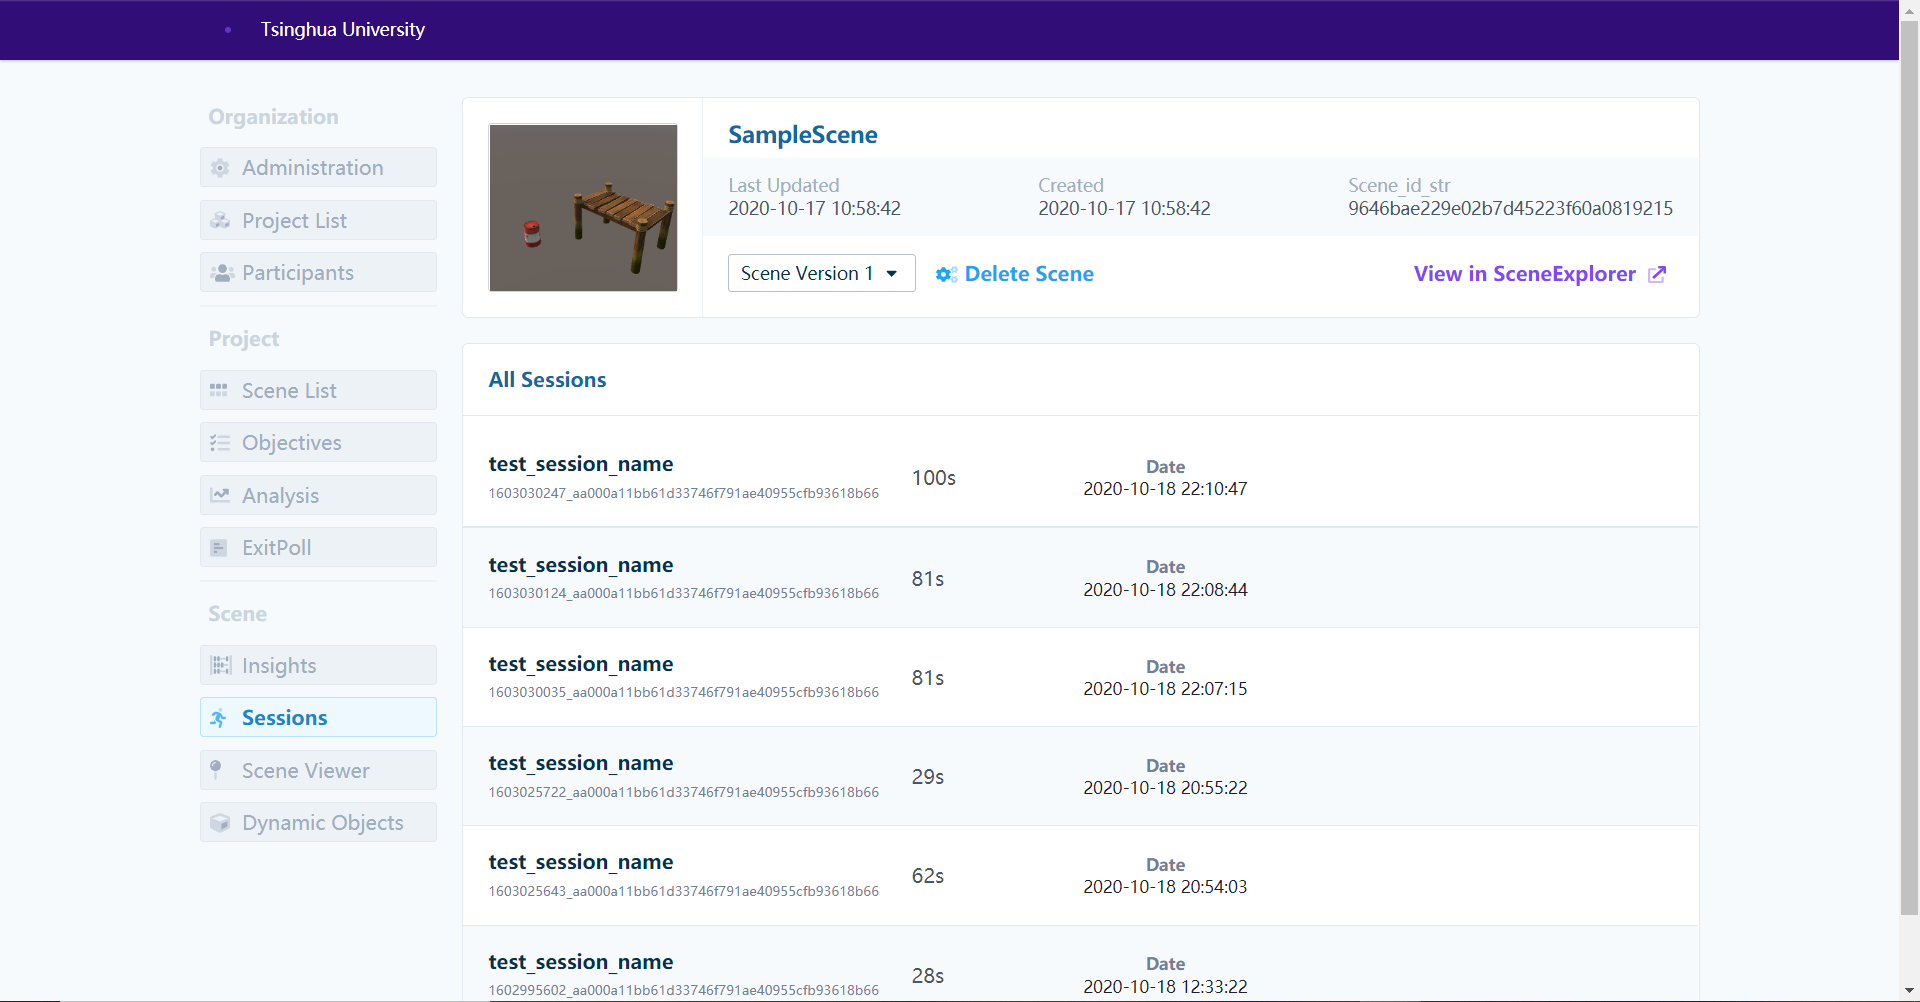 Tsinghua University
Organization
Administration
Project List
Participants
Project
Scene List
Objectives
Analysis
ExitPoll
Scene
Insights
Sessions
Scene Viewer
Dynamic Objects
SampleScene
Last Updated Created Scene_id_str
2020-10-17 10:58:42 2020-10-17 10:58:42 9646bae229e02b7d45223f60a0819215
Scene Version 1 Delete Scene View in SceneExplorer
All Sessions
test_session_name
1603030247_aa000a11bb61d33746f791ae40955cfb93618b66
100s
Date
2020-10-18 22:10:47
test_session_name
1603030124_aa000a11bb61d33746f791ae40955cfb93618b66
81s
Date
2020-10-18 22:08:44
test_session_name
1603030035_aa000a11bb61d33746f791ae40955cfb93618b66
81s
Date
2020-10-18 22:07:15
test_session_name
1603025722_aa000a11bb61d33746f791ae40955cfb93618b66
29s
Date
2020-10-18 20:55:22
test_session_name
1603025643_aa000a11bb61d33746f791ae40955cfb93618b66
62s
Date
2020-10-18 20:54:03
test_session_name
1602995602_aa000a11bb61d33746f791ae40955cfb93618b66
28s
Date
2020-10-18 12:33:22